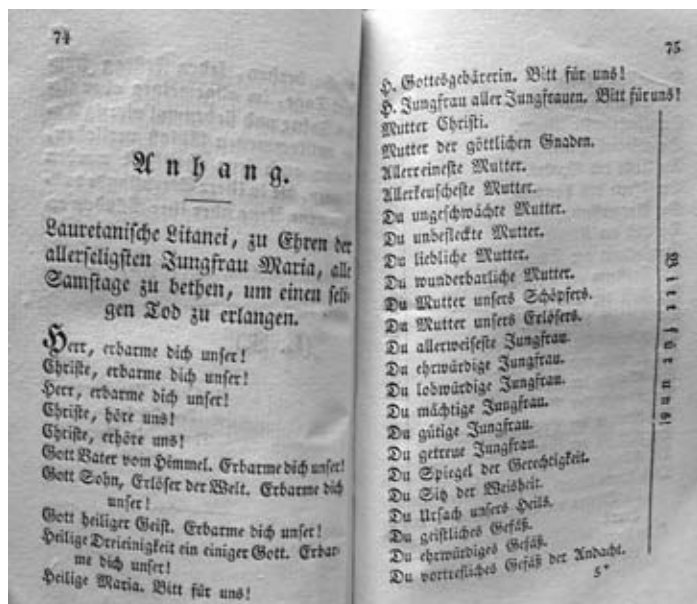 74
Anhang.
Lauretanische Litanei, zu Ehren der
allerseligsten Jungfrau Maria, alle
Samstage zu bethen, um einen seli-
gen Tod zu erlangen.
Herr, erbarme dich unser!
Christe, erbarme dich unser!
Herr, erbarme dich unser!
Christe, höre uns!
Christe, erhöre uns!
Gott Vater vom Himmel. Erbarme dich unser!
Gott Sohn, Erlöser der Welt. Erbarme dich
unser!
Gott heiliger Geist. Erbarme dich unser!
Heilige Dreieinigkeit ein einiger Gott. Erbar-
me dich unser!
Heilige Maria. Bitt für uns!
75
H. Gottesgebärerin. Bitt für uns!
H. Jungfrau aller Jungfrauen. Bitt für uns!
Mutter Christi.
Mutter der göttlichen Gnaden.
Allerreineste Mutter.
Allerkeuscheste Mutter.
Du ungeschwächte Mutter.
Du unbefleckte Mutter.
Du liebliche Mutter.
Du wunderbarliche Mutter.
Du Mutter unsers Schöpfers.
Du Mutter unsers Erlösers.
Du allerweiseste Jungfrau.
Du ehrwürdige Jungfrau.
Du lobwürdige Jungfrau.
Du mächtige Jungfrau.
Du gütige Jungfrau.
Du getreue Jungfrau.
Du Spiegel der Gerechtigkeit.
Du Sitz der Weisheit.
Du Ursach unsers Heils.
Du geistliches Gefäß.
Du ehrwürdiges Gefäß.
Du vortrefliches Gefäß der Andacht.
Bitt für uns!
5*